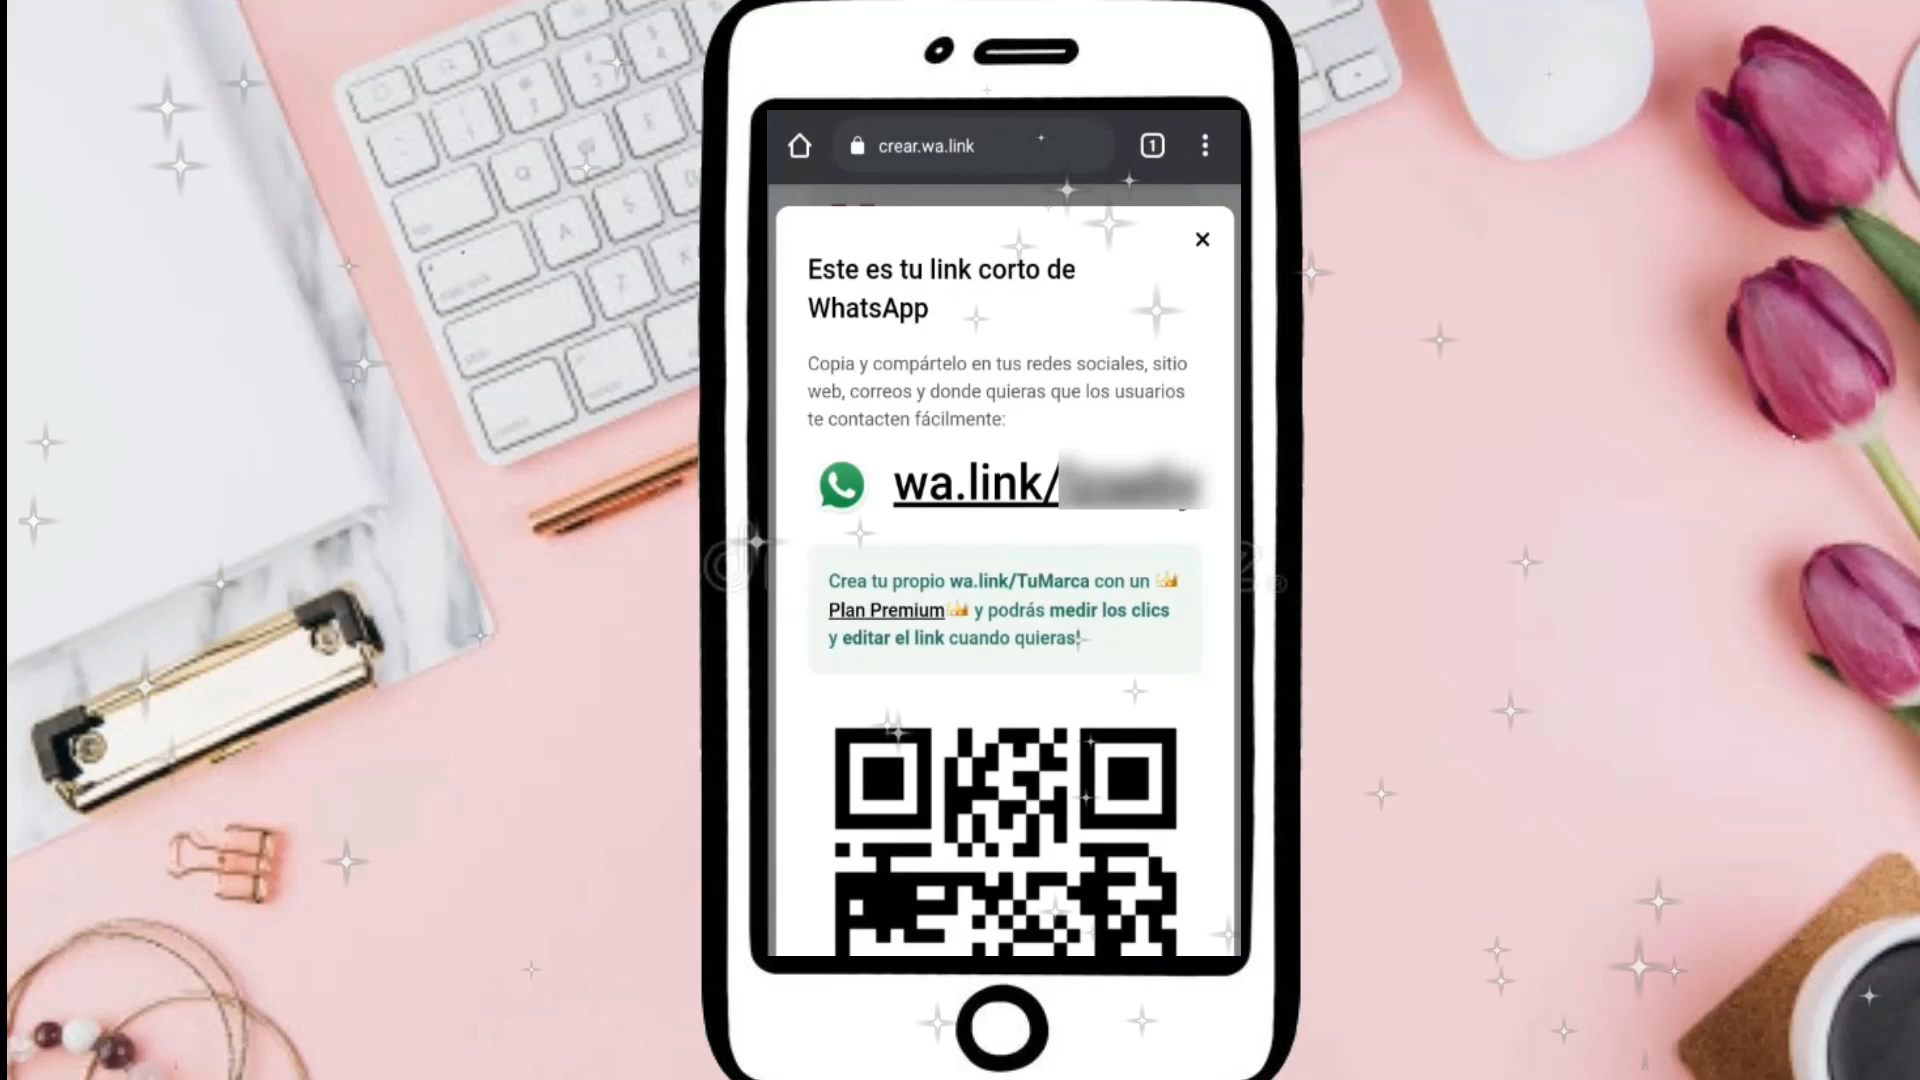 crear.wa.link
1
Este es tu link corto de
WhatsApp
Copia y compártelo en tus redes sociales, sitio
web, correos y donde quieras que los usuarios
te contacten fácilmente:
wa.link/
Crea tu propio wa.link/TuMarca con un
Plan Premium y podrás medir los clics
y editar el link cuando quieras!